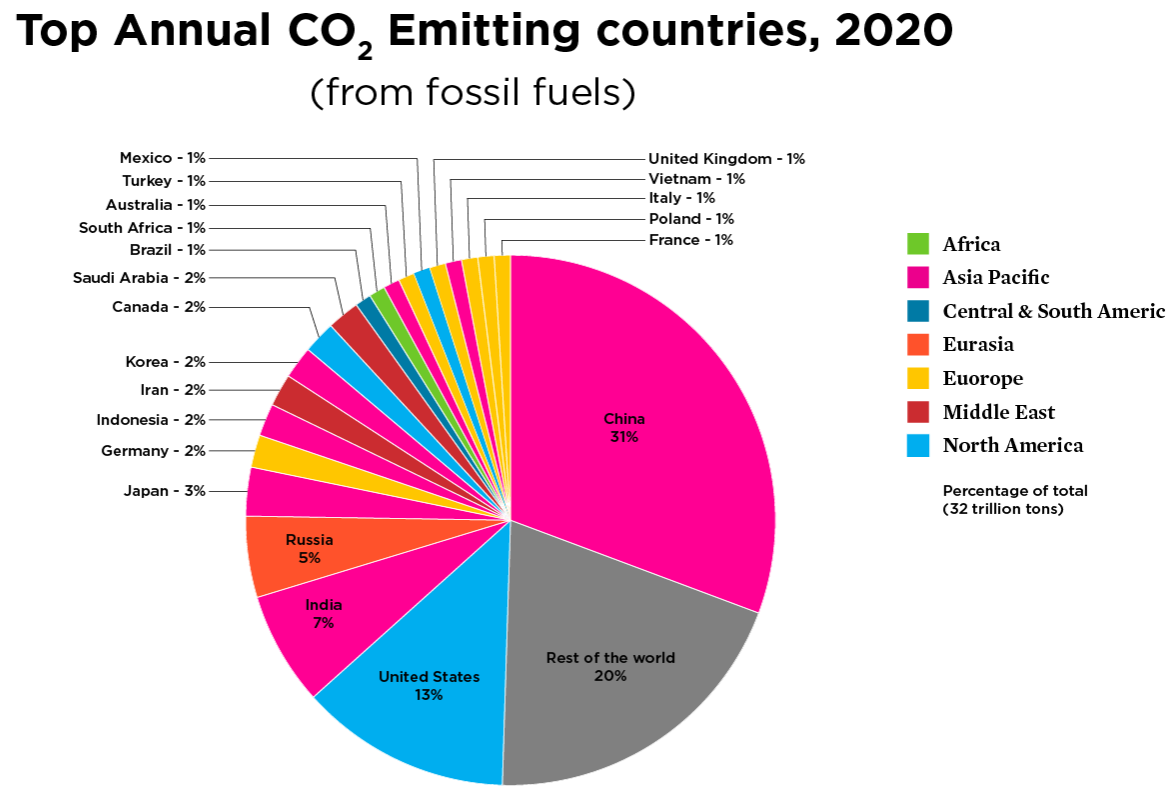 Top Annual CO2 Emitting countries, 2020
(from fossil fuels)
Mexico - 1%
Turkey - 1%
Australia - 1%
South Africa - 1%
Brazil - 1%
Saudi Arabia - 2%
Canada - 2%
Korea - 2%
Iran - 2%
Indonesia - 2%
Germany - 2%
Japan - 3%
United Kingdom - 1%
Vietnam - 1%
Italy - 1%
Poland - 1%
France - 1%
China
31%
Rest of the world
20%
United States
13%
India
7%
Russia
5%
Africa
Asia Pacific
Central & South Americ
Eurasia
Euorope
Middle East
North America
Percentage of total
(32 trillion tons)